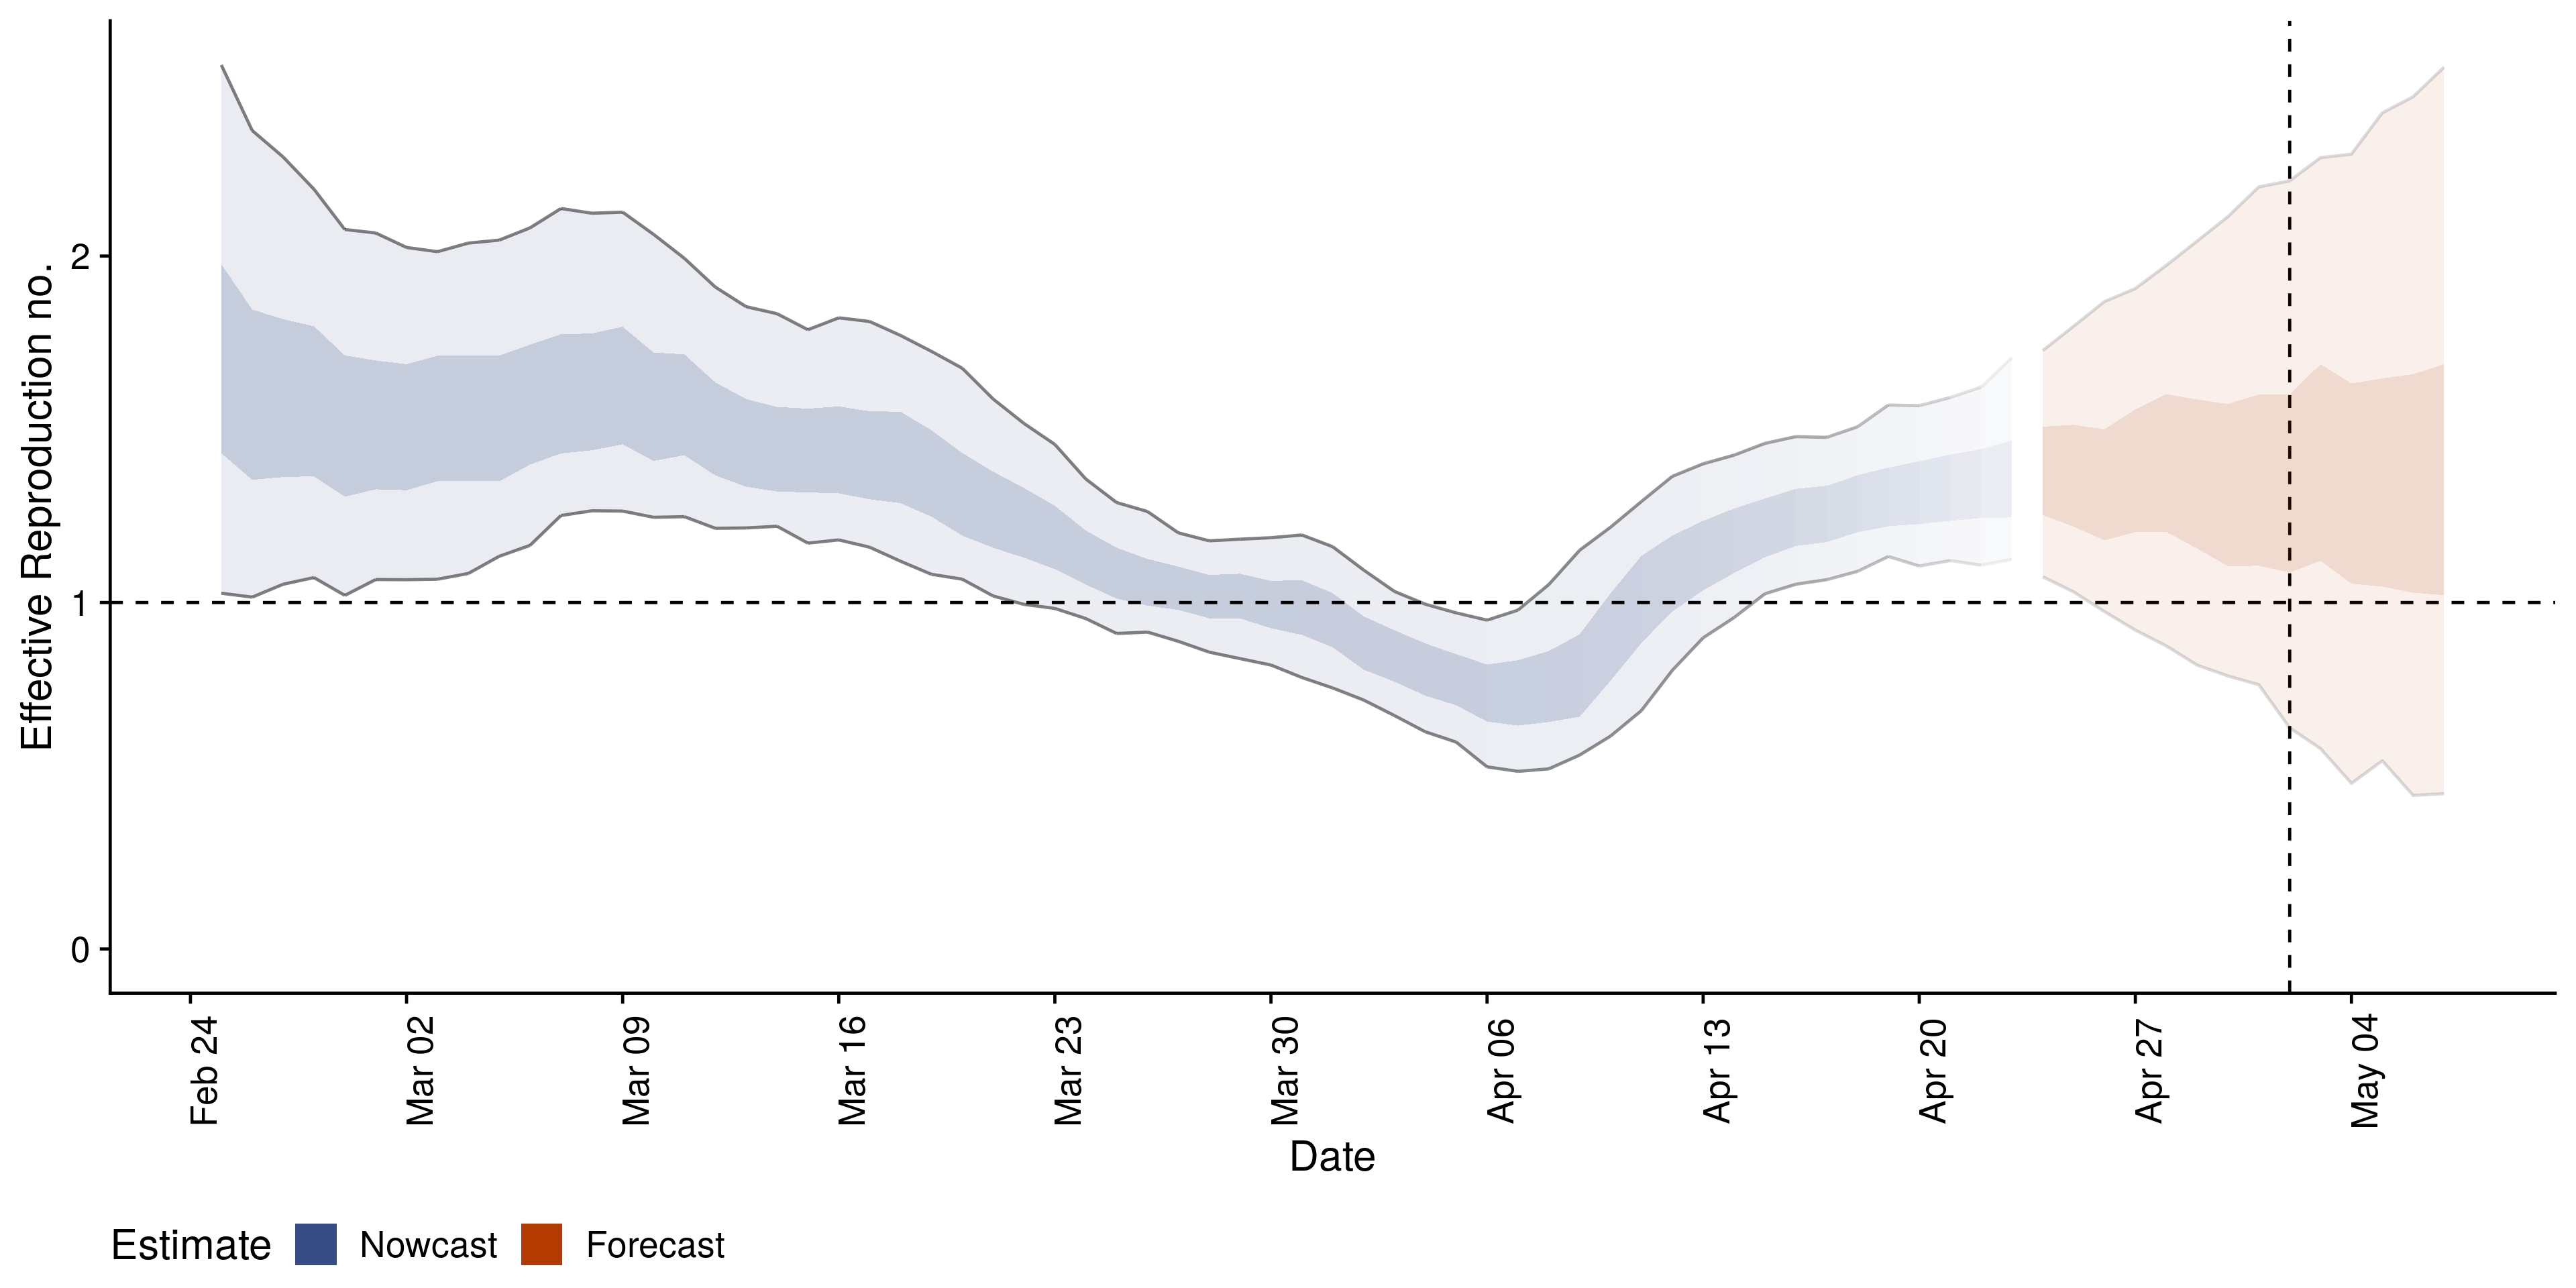 Effective Reproduction no.
2
1
0
Feb 24
Mar 02
Mar 09
Mar 16
Mar 23
Mar 30
Apr 06
Apr 13
Apr 20
Apr 27
May 04
Date
Estimate Nowcast Forecast